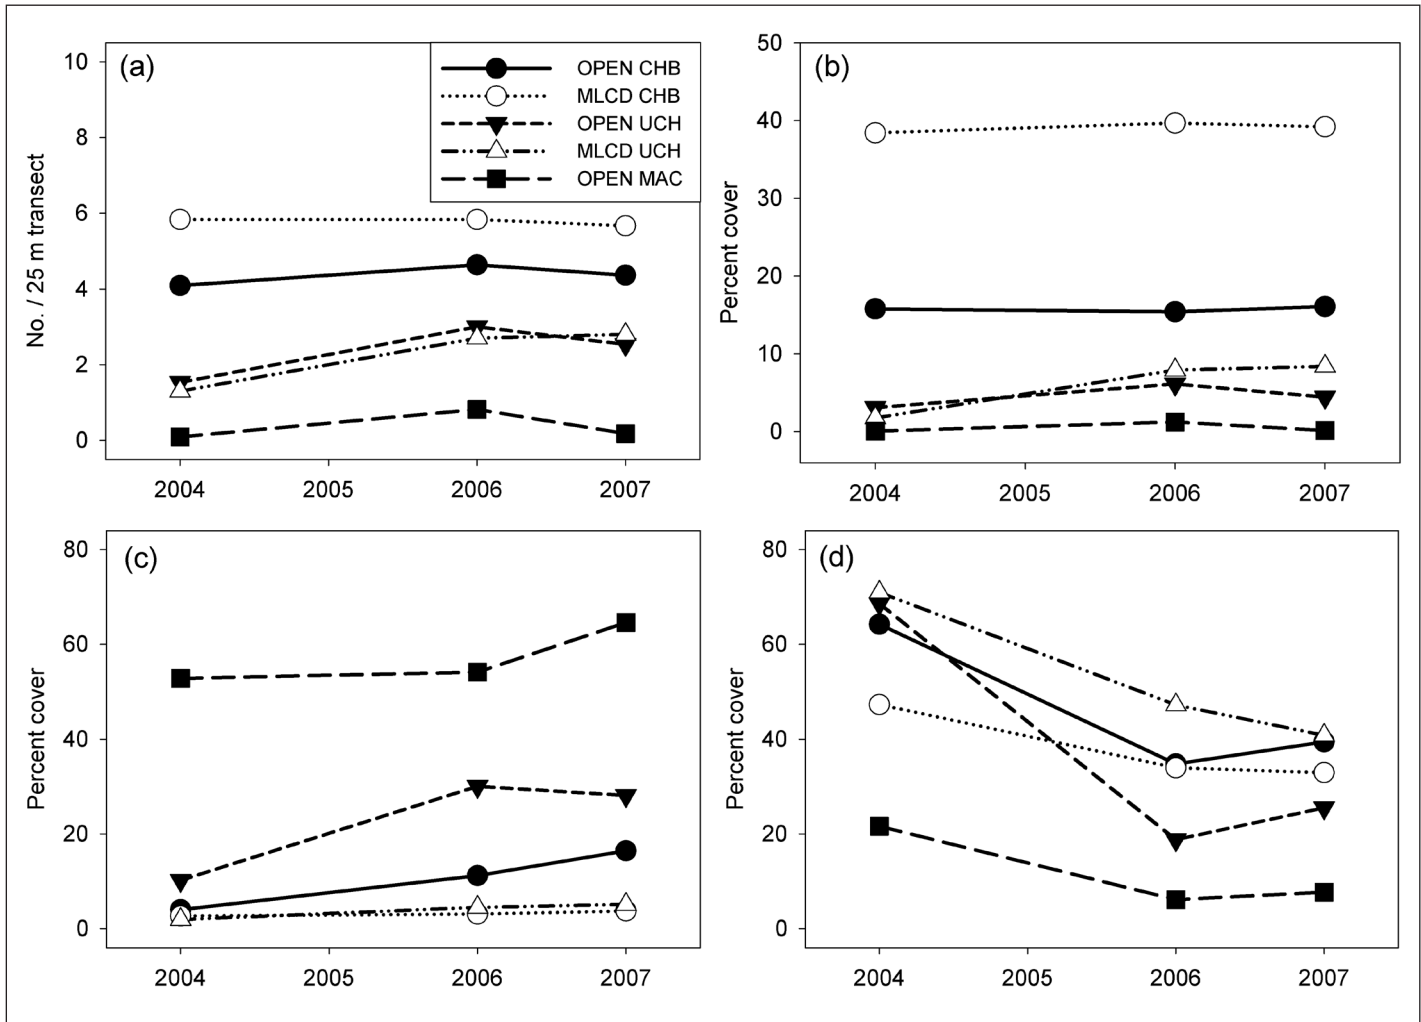 (a)
OPEN CHB
MLCD CHB
OPEN UCH
MLCD UCH
OPEN MAC
No. / 25 m transect
10
8
6
4
2
0
2004 2005 2006 2007
(b)
Percent cover
50
40
30
20
10
0
2004 2005 2006 2007
(c)
Percent cover
80
60
40
20
0
2004 2005 2006 2007
(d)
Percent cover
80
60
40
20
0
2004 2005 2006 2007